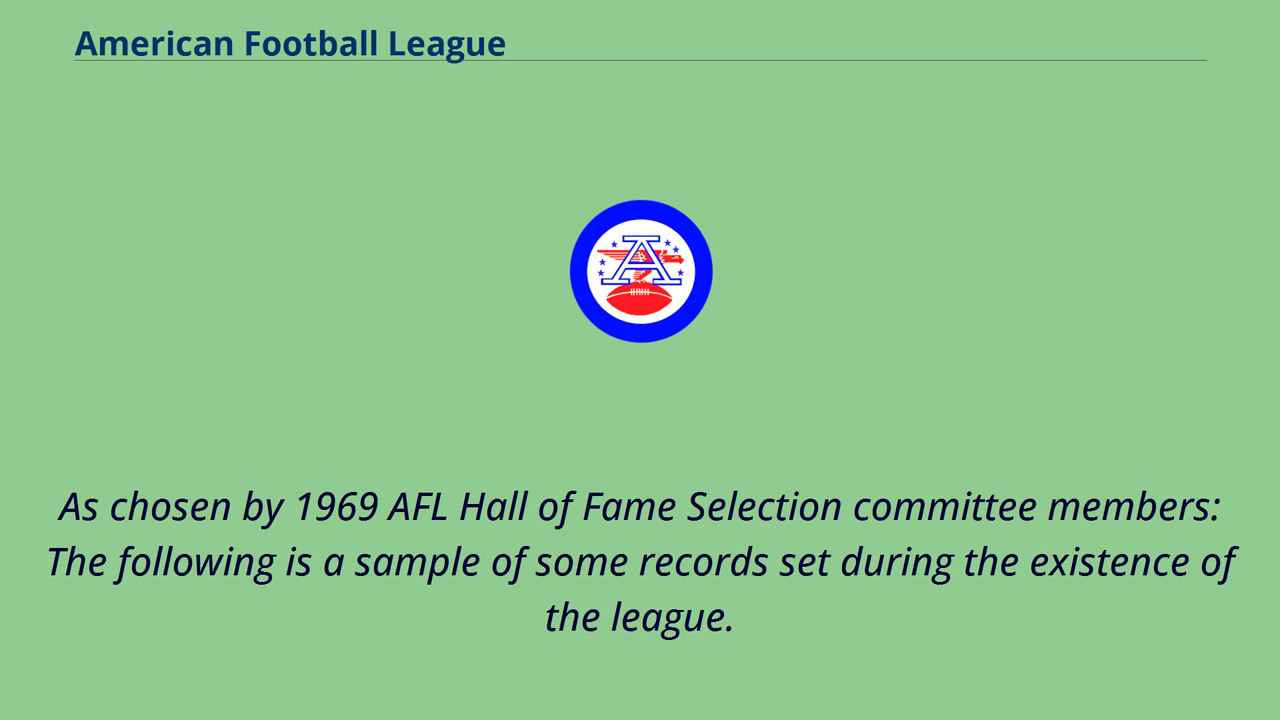 American Football League
A
As chosen by 1969 AFL Hall of Fame Selection committee members:
The following is a sample of some records set during the existence of
the league.